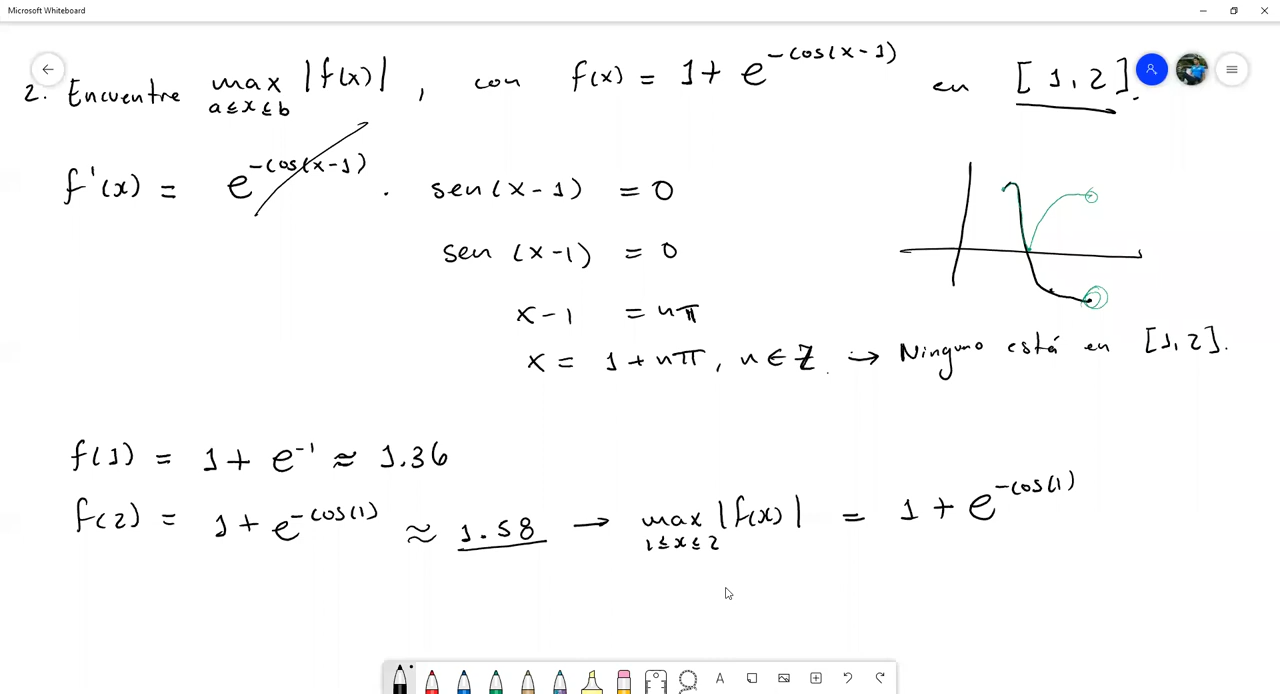 Microsoft Whiteboard
2. Encuentre max |f(x)|, con f(x) = 1 + e^{-cos(x-1)} en [1,2].
a ≤ x ≤ b
f'(x) = e^{-cos(x-1)} · sen(x-1) = 0
sen (x-1) = 0
x-1 = nπ
x = 1 + nπ, n ∈ Z. → Ninguno está en [1,2].
f(1) = 1 + e^{-1} ≈ 1.36
f(2) = 1 + e^{-cos(1)} ≈ 1.58 → max |f(x)| = 1 + e^{-cos(1)}
1 ≤ x ≤ 2
A